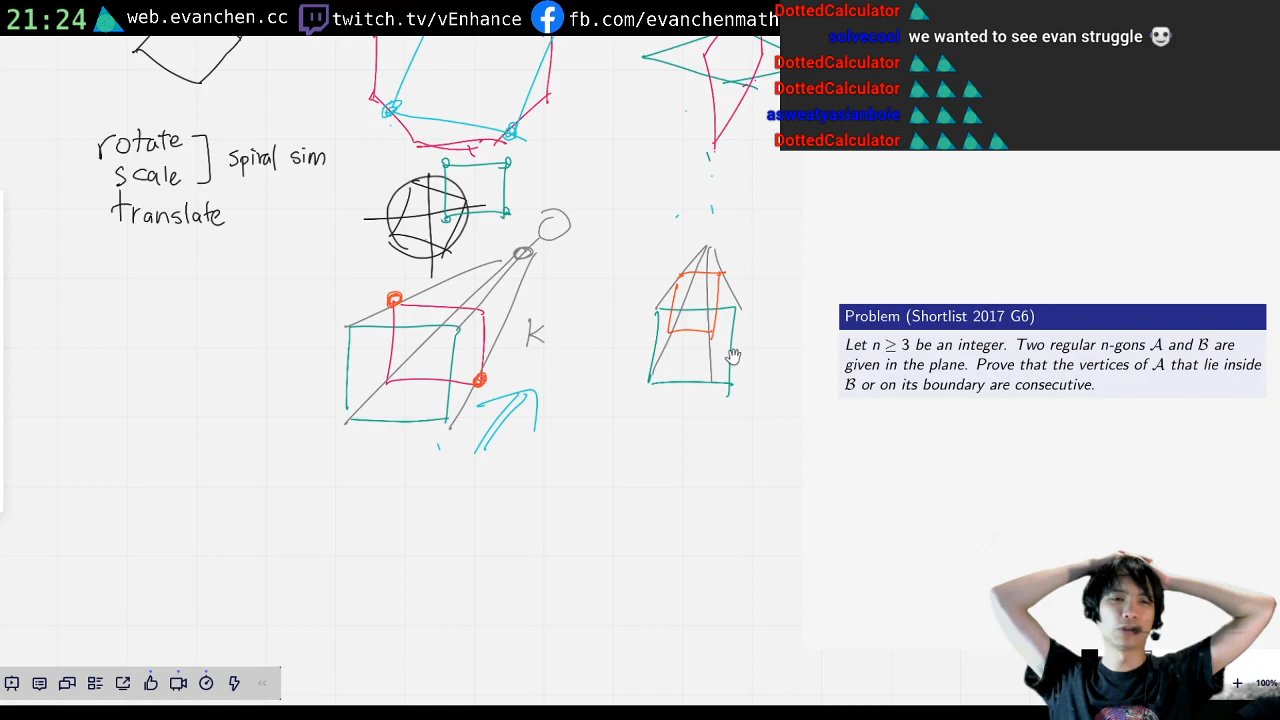 21:24 web.evanchen.cc twitch.tv/vEnhance fb.com/evanchenmath
DottedCalculator
solvecool we wanted to see evan struggle
DottedCalculator
DottedCalculator
asweatyasianboie
DottedCalculator
rotate
scale
translate
spiral sim
K
Problem (Shortlist 2017 G6)
Let n ≥ 3 be an integer. Two regular n-gons 𝒜 and ℬ are
given in the plane. Prove that the vertices of 𝒜 that lie inside
ℬ or on its boundary are consecutive.
100%